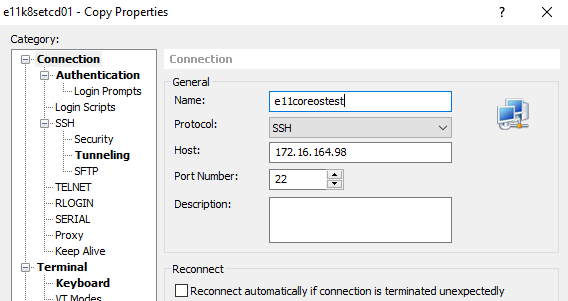 e11k8setcd01 - Copy Properties
Category:
Connection
Authentication
Login Prompts
Login Scripts
SSH
Security
Tunneling
SFTP
TELNET
RLOGIN
SERIAL
Proxy
Keep Alive
Terminal
Keyboard
VT Modes
Connection
General
Name: e11coreostest
Protocol: SSH
Host: 172.16.164.98
Port Number: 22
Description:
Reconnect
Reconnect automatically if connection is terminated unexpectedly